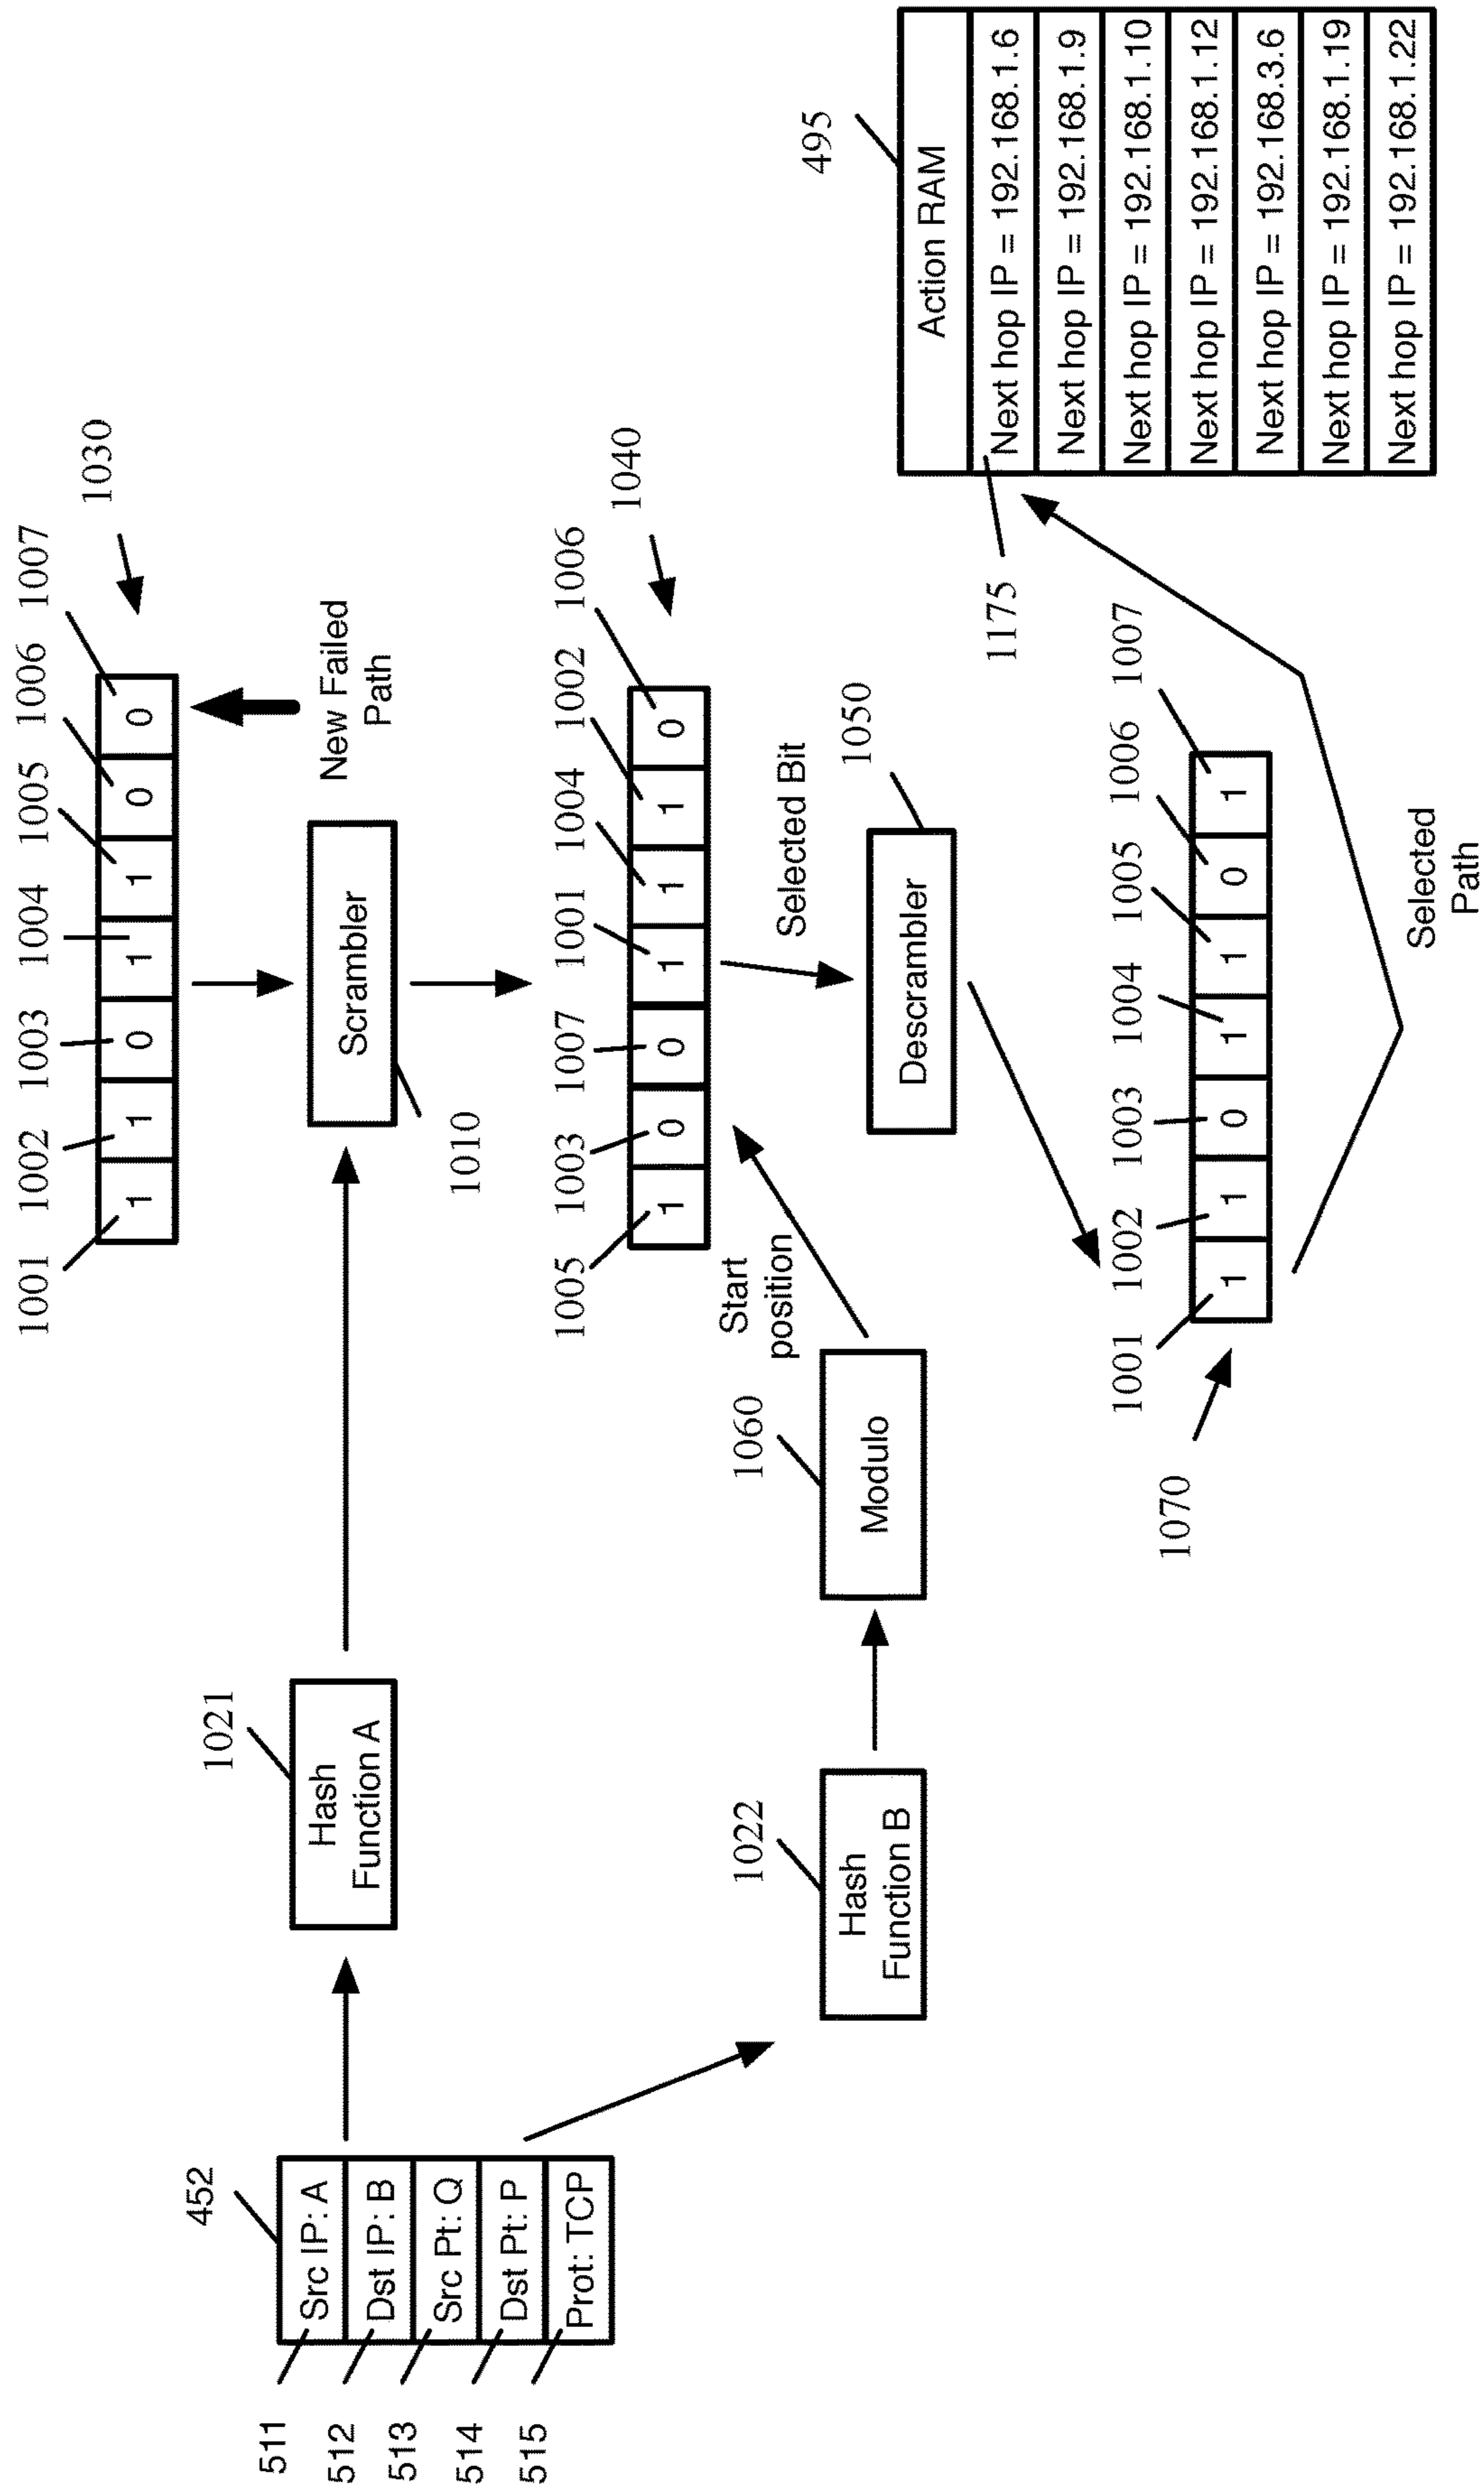 452
511
512
513
514
515
Src IP: A
Dst IP: B
Src Pt: Q
Dst Pt: P
Prot: TCP
1021
Hash
Function A
1022
Hash
Function B
1060
Modulo
Start
position
1001 1002 1003 1004 1005 1006 1007
1030
1 1 0 1 1 0 0
New Failed
Path
Scrambler
1010
1005 1003 1007 1001 1004 1002 1006
1040
1 0 0 1 1 1 0
Selected Bit
1050
Descrambler
1001 1002 1003 1004 1005 1006 1007
1070
1 1 0 1 1 0 1
Selected
Path
1175
495
Action RAM
Next hop IP = 192.168.1.6
Next hop IP = 192.168.1.9
Next hop IP = 192.168.1.10
Next hop IP = 192.168.1.12
Next hop IP = 192.168.3.6
Next hop IP = 192.168.1.19
Next hop IP = 192.168.1.22